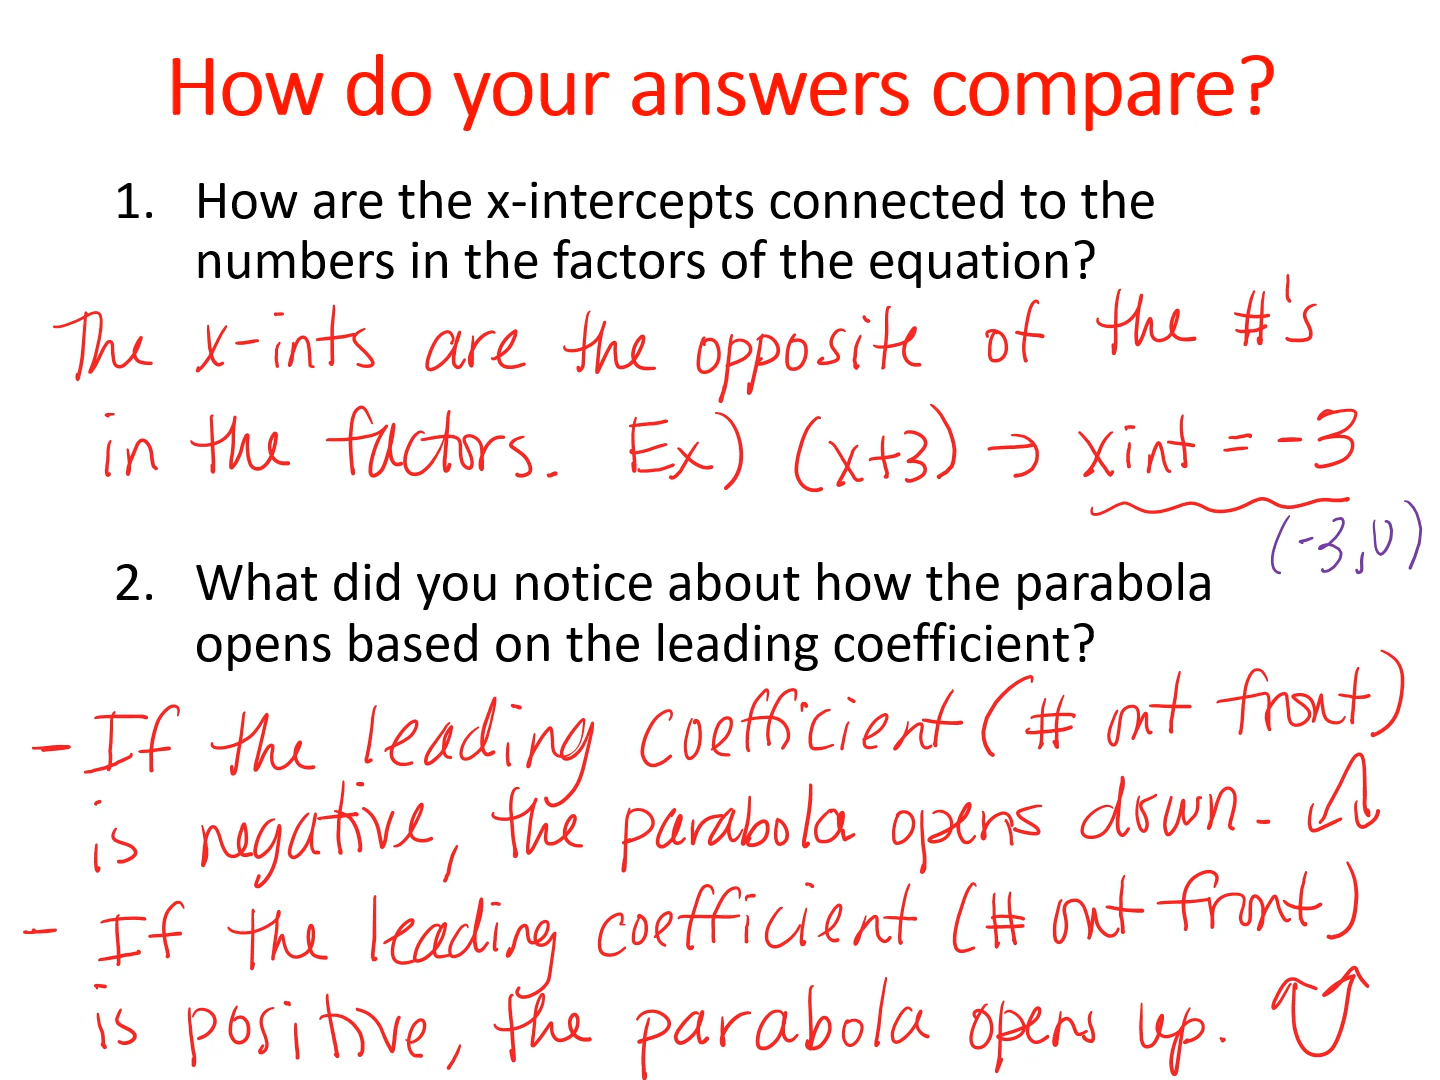 How do your answers compare?
1. How are the x-intercepts connected to the
numbers in the factors of the equation?
The x-ints are the opposite of the #'s
in the factors. Ex) (x+3) → xint = -3
(-3,0)
2. What did you notice about how the parabola
opens based on the leading coefficient?
- If the leading coefficient (# out front)
is negative, the parabola opens down.
- If the leading coefficient (# out front)
is positive, the parabola opens up.